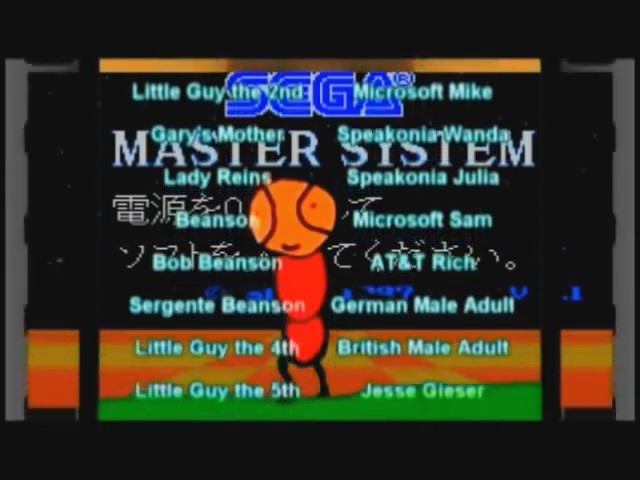 SEGA®
Little Guy the 2nd Microsoft Mike
MASTER SYSTEM
Gary's Mother Speakonia Wanda
Lady Reins Speakonia Julia
電源を
Beanson Microsoft Sam
ソフトを てください。
Bob Beanson AT&T Rich
Sergente Beanson German Male Adult
Little Guy the 4th British Male Adult
Little Guy the 5th Jesse Gieser